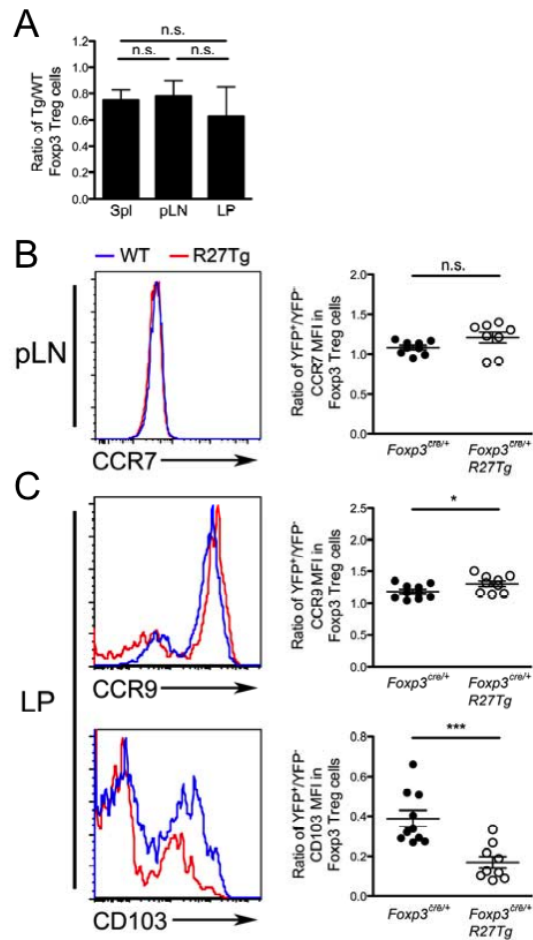 A
n.s.
n.s. n.s.
Ratio of Tg/WT
Foxp3 Treg cells
1.2
1.0
0.8
0.6
0.4
0.2
0.0
Spl pLN LP
B
WT R27Tg
pLN
CCR7
n.s.
Ratio of YFP⁺/YFP⁻
CCR7 MFI in
Foxp3 Treg cells
2.0
1.5
1.0
0.5
0.0
Foxp3ᶜʳᵉ/⁺ Foxp3ᶜʳᵉ/⁺
R27Tg
C
LP
CCR9
*
Ratio of YFP⁺/YFP⁻
CCR9 MFI in
Foxp3 Treg cells
2.5
2.0
1.5
1.0
0.5
0.0
Foxp3ᶜʳᵉ/⁺ Foxp3ᶜʳᵉ/⁺
R27Tg
CD103
***
Ratio of YFP⁺/YFP⁻
CD103 MFI in
Foxp3 Treg cells
0.8
0.6
0.4
0.2
0.0
Foxp3ᶜʳᵉ/⁺ Foxp3ᶜʳᵉ/⁺
R27Tg